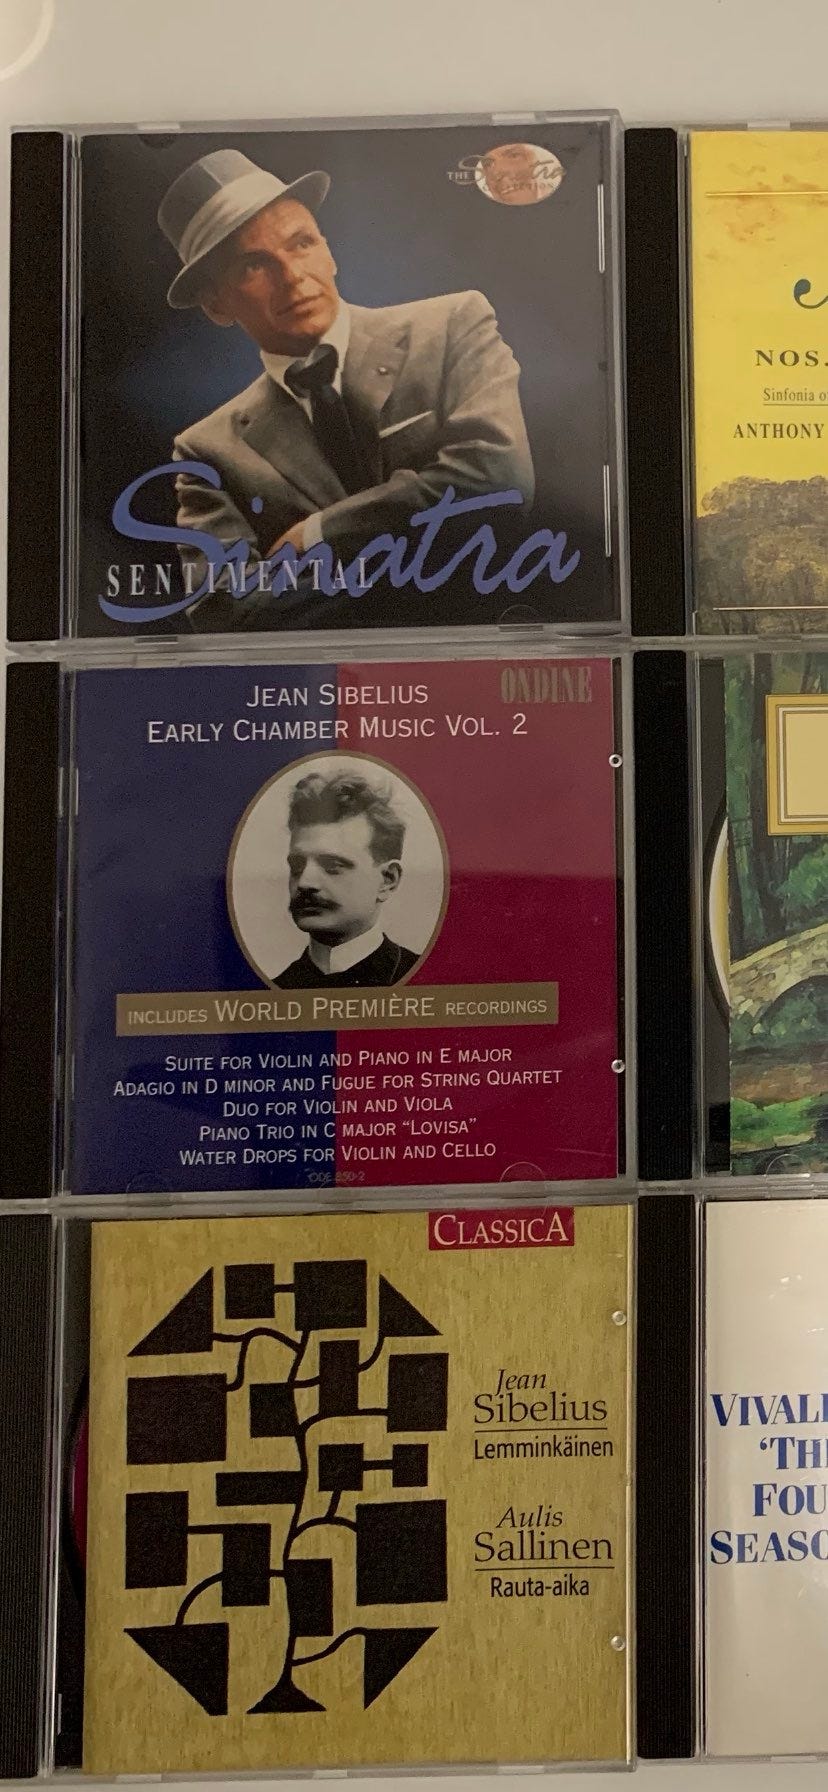 THE Sinatra COLLECTION
Sinatra
SENTIMENTAL
NOS.
Sinfonia o
ANTHONY
ONDINE
JEAN SIBELIUS
EARLY CHAMBER MUSIC VOL. 2
INCLUDES WORLD PREMIÈRE RECORDINGS
SUITE FOR VIOLIN AND PIANO IN E MAJOR
ADAGIO IN D MINOR AND FUGUE FOR STRING QUARTET
DUO FOR VIOLIN AND VIOLA
PIANO TRIO IN C MAJOR "LOVISA"
WATER DROPS FOR VIOLIN AND CELLO
ODE 850-2
CLASSICA
Jean
Sibelius
Lemminkäinen
Aulis
Sallinen
Rauta-aika
VIVAL
'TH
FOU
SEASO